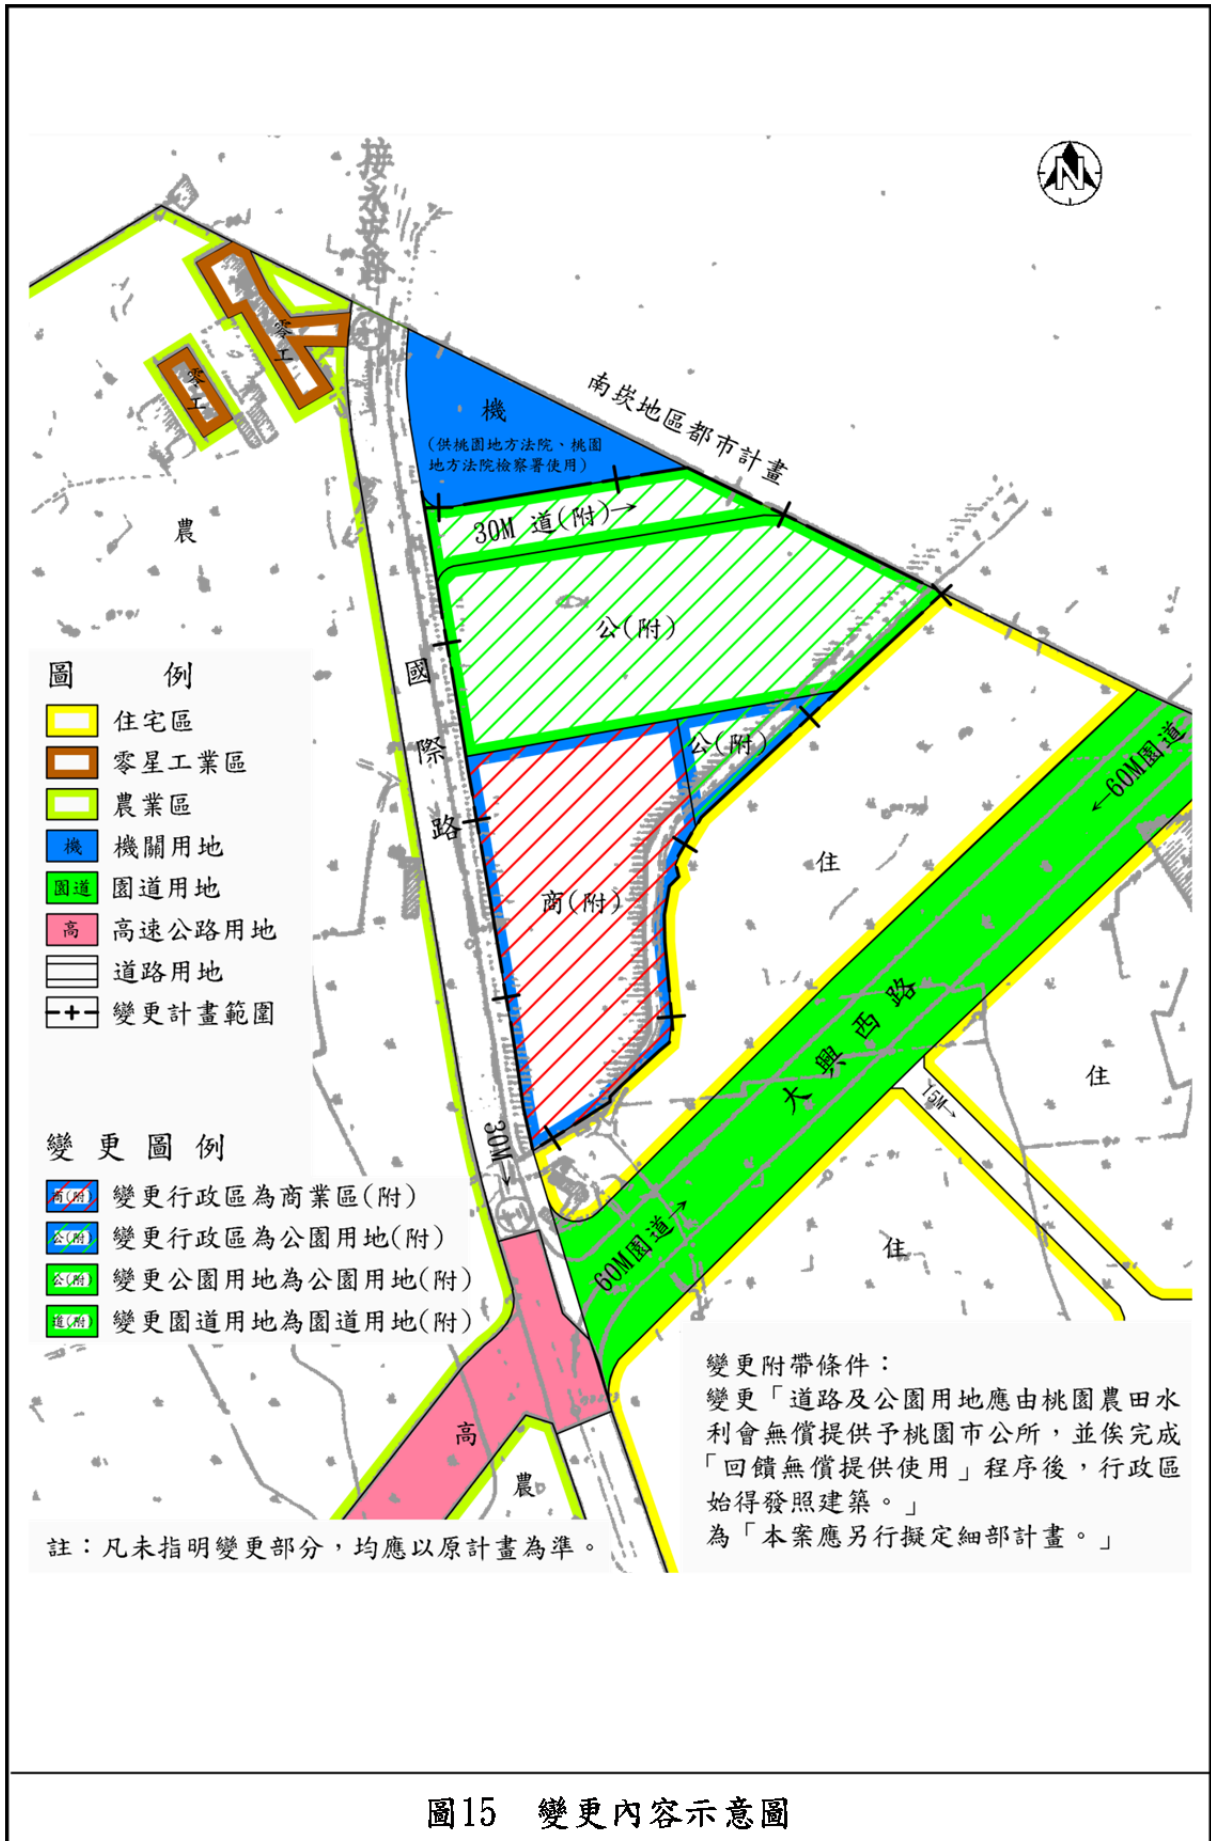 接永安路
N
零工
零工
機
(供桃園地方法院、桃園
地方法院檢察署使用)
南崁地區都市計畫
30M 道(附)→
農
公(附)
國際路
公(附)
←60M園道
商(附)
住
大興西路
住
15M→
30M→
60M園道→
住
高
農
圖 例
住宅區
零星工業區
農業區
機 機關用地
園道 園道用地
高 高速公路用地
道路用地
變更計畫範圍
變更圖例
商(附) 變更行政區為商業區(附)
公(附) 變更行政區為公園用地(附)
公(附) 變更公園用地為公園用地(附)
道(附) 變更園道用地為園道用地(附)
變更附帶條件：
變更「道路及公園用地應由桃園農田水
利會無償提供予桃園市公所，並俟完成
「回饋無償提供使用」程序後，行政區
始得發照建築。」
為「本案應另行擬定細部計畫。」
註：凡未指明變更部分，均應以原計畫為準。
圖15 變更內容示意圖